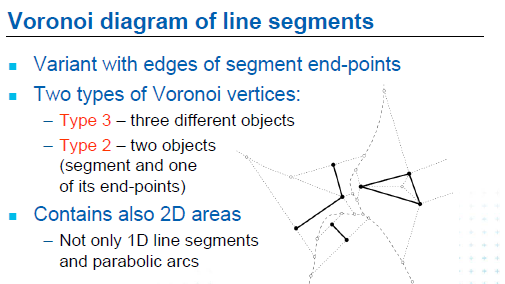 Voronoi diagram of line segments
Variant with edges of segment end-points
Two types of Voronoi vertices:
– Type 3 – three different objects
– Type 2 – two objects
(segment and one
of its end-points)
Contains also 2D areas
– Not only 1D line segments
and parabolic arcs